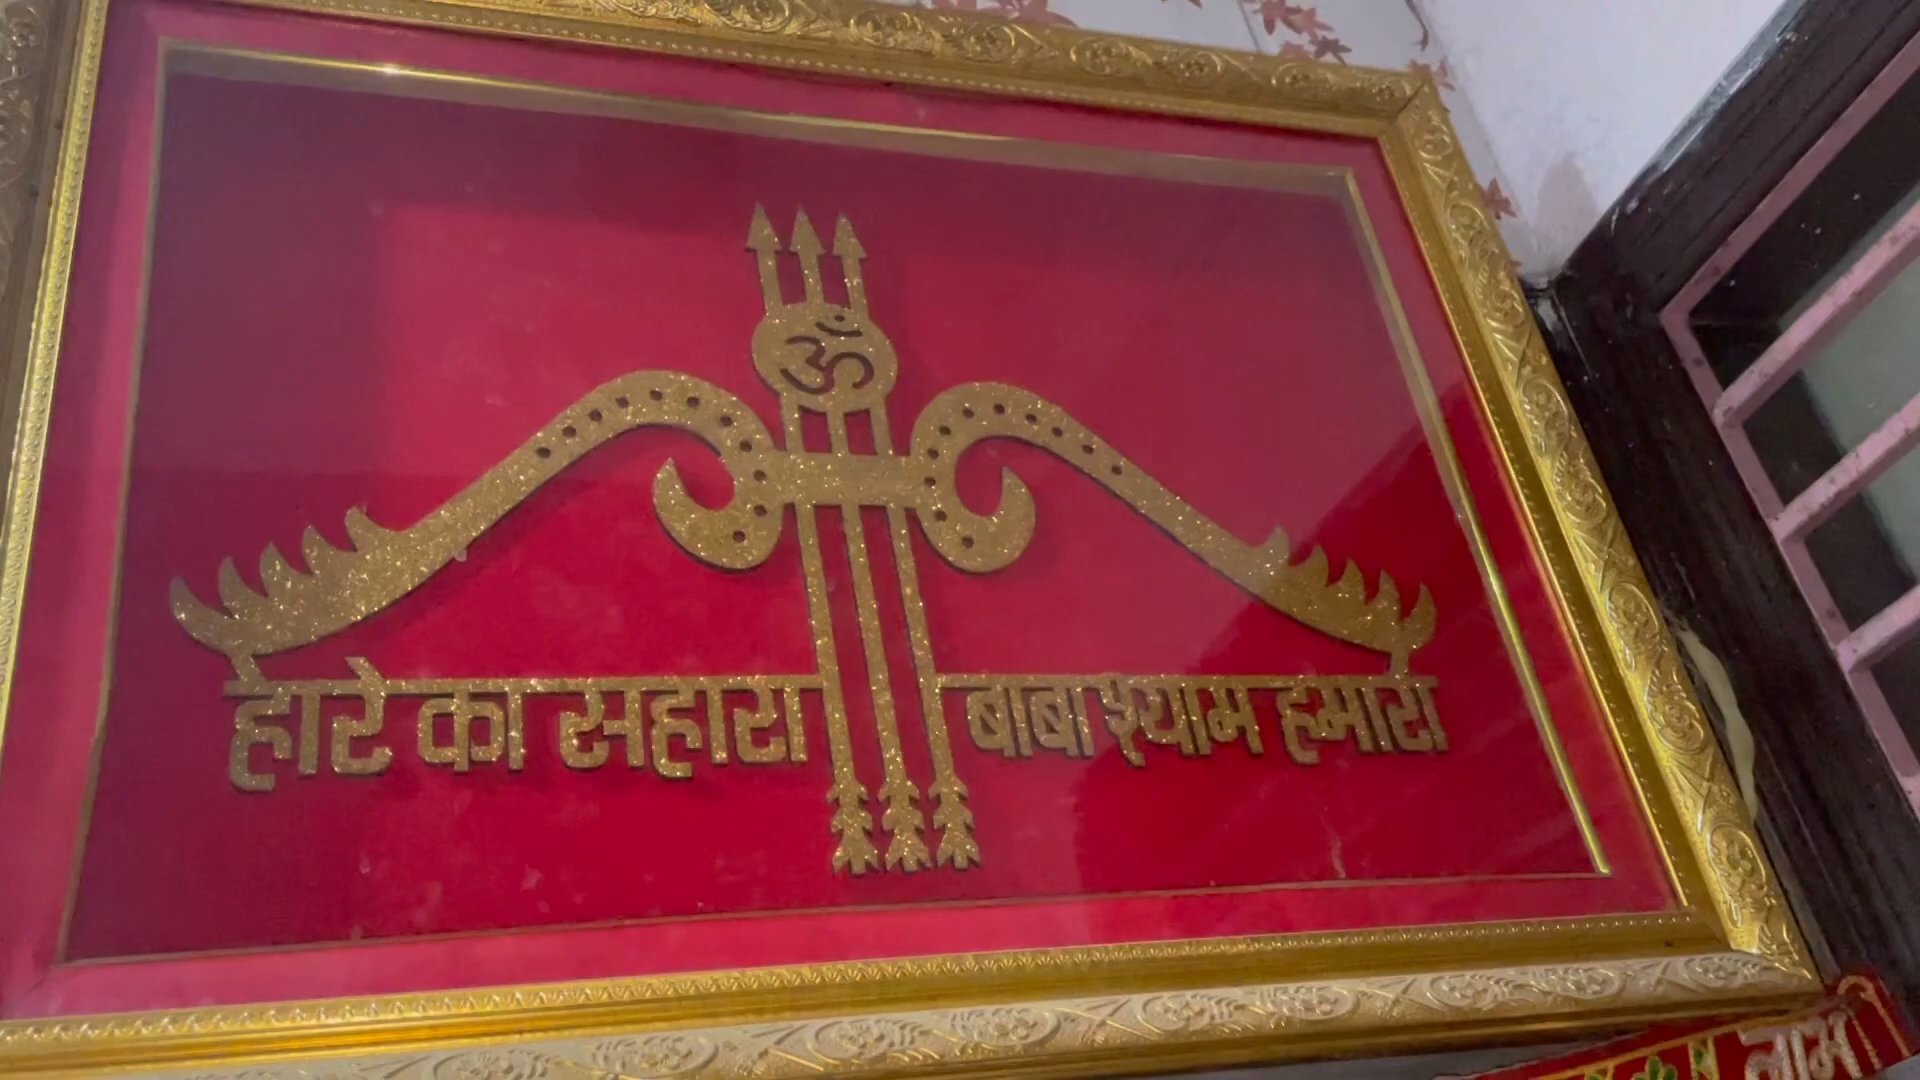 ॐ
हारे का सहारा बाबा श्याम हमारा